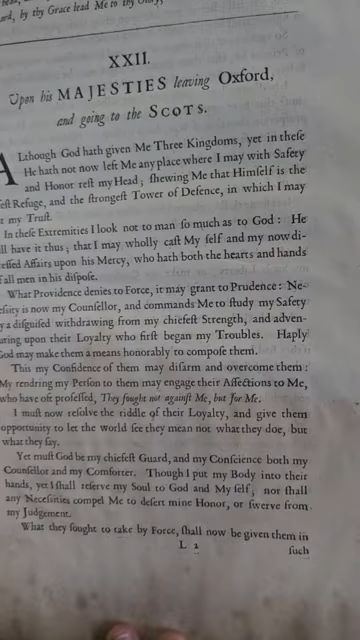 ard, by thy Grace lead Me to thy Glory,
XXII.
Upon his MAJESTIES leaving Oxford,
and going to the SCOTS.
ALthough God hath given Me Three Kingdoms, yet in theſe
He hath not now left Me any place where I may with Safety
and Honor reſt my Head; ſhewing Me that Himſelf is the
feſt Refuge, and the ſtrongeſt Tower of Defence, in which I may
t my Truſt.
In theſe Extremities I look not to man ſo much as to God: He
ll have it thus; that I may wholly caſt My ſelf and my now di-
eſſed Affairs upon his Mercy, who hath both the hearts and hands
f all men in his diſpoſe.
What Providence denies to Force, it may grant to Prudence: Ne-
eſſity is now my Counſellor, and commands Me to ſtudy my Safety
y a diſguiſed withdrawing from my chiefeſt Strength, and adven-
uring upon their Loyalty who firſt began my Troubles. Haply
God may make them a means honorably to compoſe them.
This my Confidence of them may diſarm and overcome them:
My rendring my Perſon to them may engage their Affections to Me,
who have oft profeſſed, They fought not againſt Me, but for Me.
I muſt now reſolve the riddle of their Loyalty, and give them
opportunity to let the world ſee they mean not what they doe, but
what they ſay.
Yet muſt God be my chiefeſt Guard, and my Conſcience both my
Counſellor and my Comforter. Though I put my Body into their
hands, yet I ſhall reſerve my Soul to God and My ſelf; nor ſhall
any Neceſſities compel Me to deſert mine Honor, or ſwerve from
my Judgement.
What they ſought to take by Force, ſhall now be given them in
L 2
ſuch